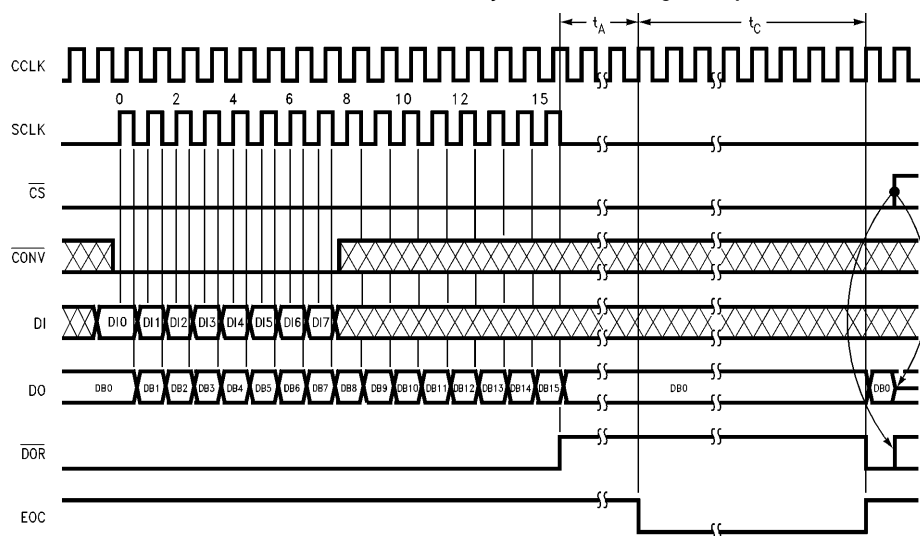 t_A t_C
CCLK
0 2 4 6 8 10 12 15
SCLK
CS
CONV
DI DI0 DI1 DI2 DI3 DI4 DI5 DI6 DI7
DO DB0 DB1 DB2 DB3 DB4 DB5 DB6 DB7 DB8 DB9 DB10 DB11 DB12 DB13 DB14 DB15 DB0 DB0
DOR
EOC